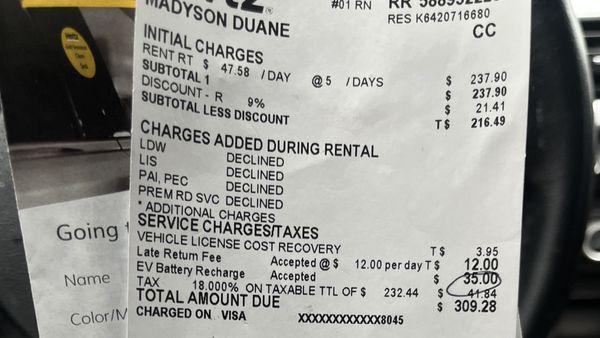 #01 RN
MADYSON DUANE
RES K6420716680
CC
INITIAL CHARGES
RENT RT $ 47.58 /DAY @ 5 /DAYS $ 237.90
SUBTOTAL 1 $ 237.90
DISCOUNT - R 9% $ 21.41
SUBTOTAL LESS DISCOUNT T $ 216.49
CHARGES ADDED DURING RENTAL
LDW DECLINED
LIS DECLINED
PAI, PEC DECLINED
PREM RD SVC DECLINED
* ADDITIONAL CHARGES
SERVICE CHARGES/TAXES
VEHICLE LICENSE COST RECOVERY T $ 3.95
Late Return Fee Accepted @ $ 12.00 per day T $ 12.00
EV Battery Recharge Accepted $ 35.00
TAX 18.000% ON TAXABLE TTL OF $ 232.44 $ 41.84
TOTAL AMOUNT DUE $ 309.28
CHARGED ON VISA XXXXXXXXXXXX8045
Hertz
Going
Name
Color/M